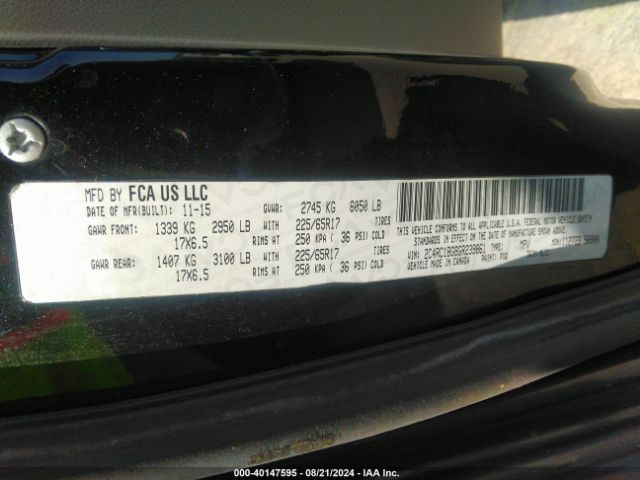 MFD BY FCA US LLC
DATE OF MFR(BUILT): 11-15 GVWR: 2745 KG 6050 LB
GAWR FRONT: 1339 KG 2950 LB WITH 225/65R17 TIRES
17X6.5 RIMS AT 250 KPA ( 36 PSI) COLD
GAWR REAR: 1407 KG 3100 LB WITH 225/65R17 TIRES
17X6.5 RIMS AT 250 KPA ( 36 PSI) COLD
THIS VEHICLE CONFORMS TO ALL APPLICABLE U.S.A. FEDERAL MOTOR VEHICLE SAFETY
STANDARDS IN EFFECT ON THE DATE OF MANUFACTURE SHOWN ABOVE.
VIN: TYPE: MPV MDH:
VEHICLE MADE IN CANADA PAINT:
000-40147595 - 08/21/2024 - IAA Inc.